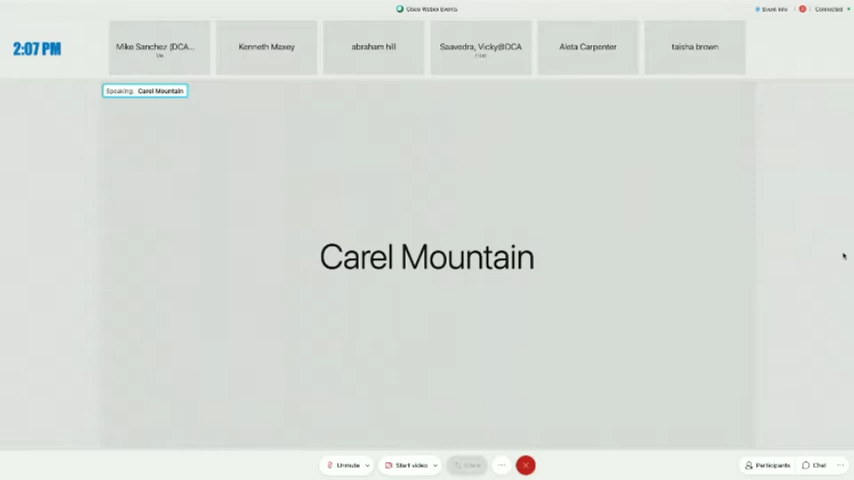 Cisco Webex Events
Event Info
Connected
2:07 PM
Mike Sanchez (DCA...
Me
Kenneth Maxey
abraham hill
Saavedra, Vicky@DCA
Aleta Carpenter
taisha brown
Speaking: Carel Mountain
Carel Mountain
Unmute
Start video
Share
...
Participants
Chat
...